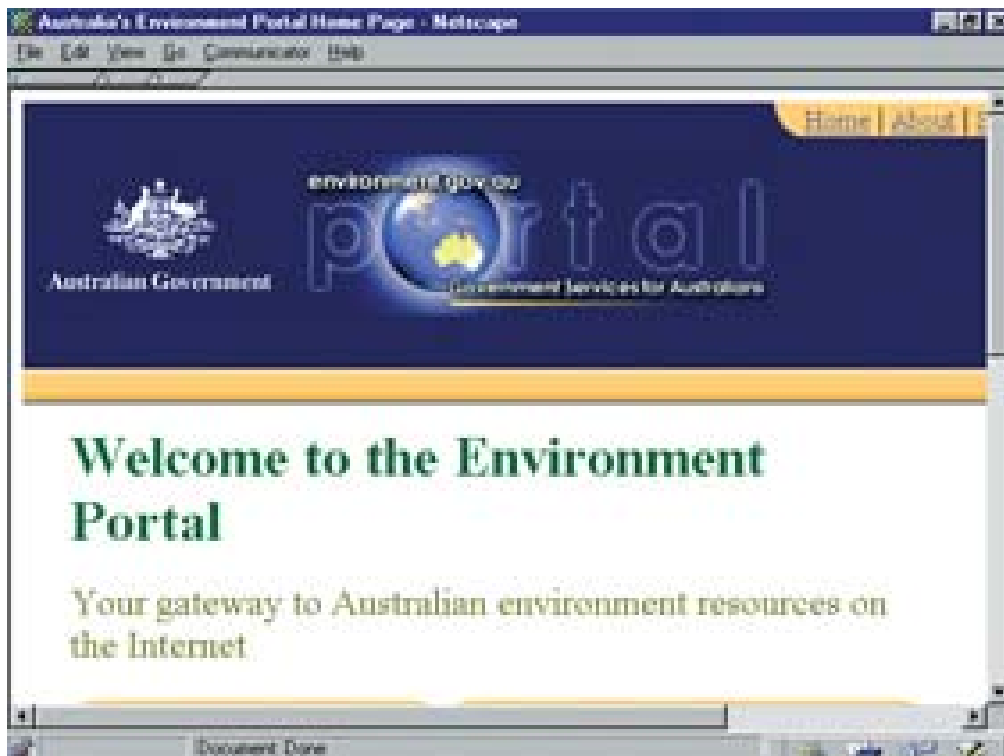 Australia's Environment Portal Home Page - Netscape
File Edit View Go Communicator Help
Home | About |
environment.gov.au
portal
Australian Government
Government Services for Australians
Welcome to the Environment
Portal
Your gateway to Australian environment resources on
the Internet
Document Done